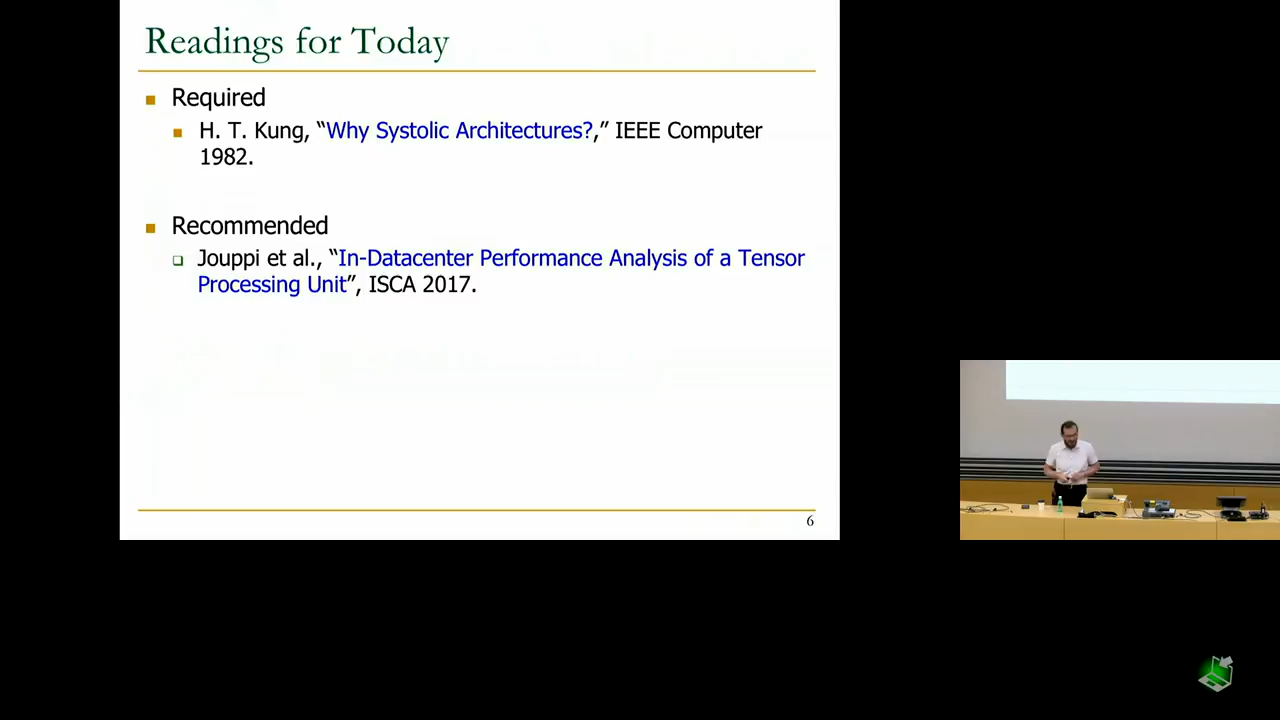 Readings for Today
Required
H. T. Kung, “Why Systolic Architectures?,” IEEE Computer
1982.
Recommended
Jouppi et al., “In-Datacenter Performance Analysis of a Tensor
Processing Unit”, ISCA 2017.
6